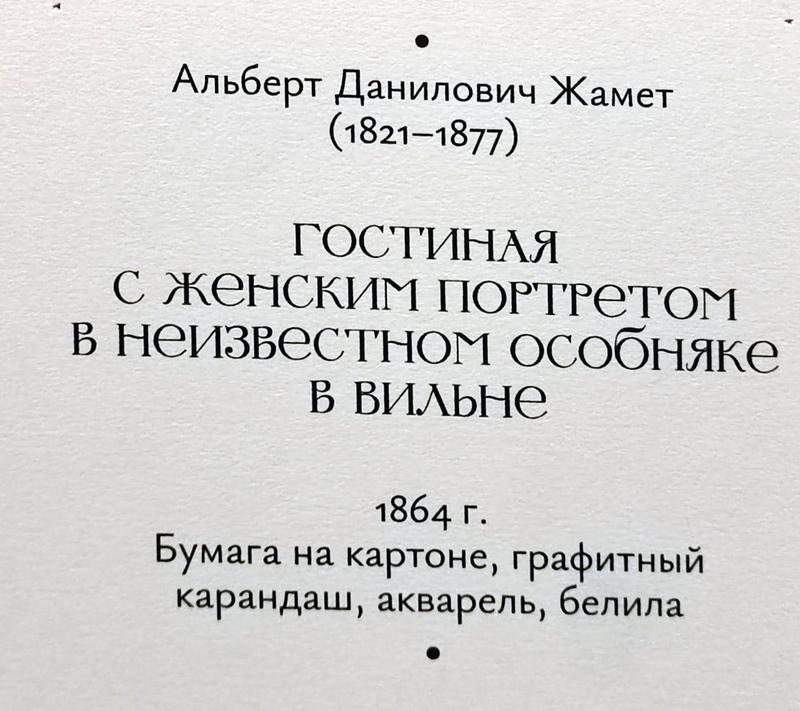 Альберт Данилович Жамет
(1821–1877)
ГОСТИНАЯ
С ЖЕНСКИМ ПОРТРЕТОМ
В НЕИЗВЕСТНОМ ОСОБНЯКЕ
В ВИЛЬНЕ
1864 г.
Бумага на картоне, графитный
карандаш, акварель, белила